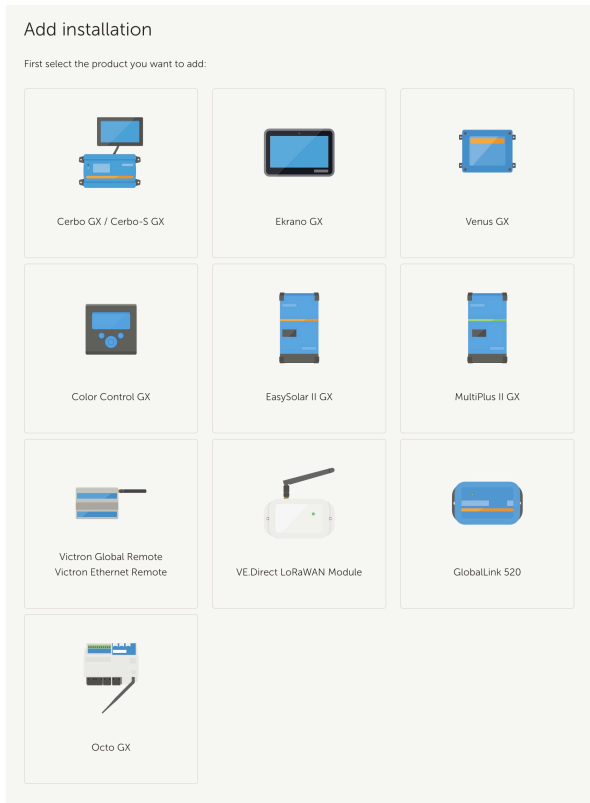 Add installation
First select the product you want to add:
Cerbo GX / Cerbo-S GX
Ekrano GX
Venus GX
Color Control GX
EasySolar II GX
MultiPlus II GX
Victron Global Remote
Victron Ethernet Remote
VE.Direct LoRaWAN Module
GlobalLink 520
Octo GX